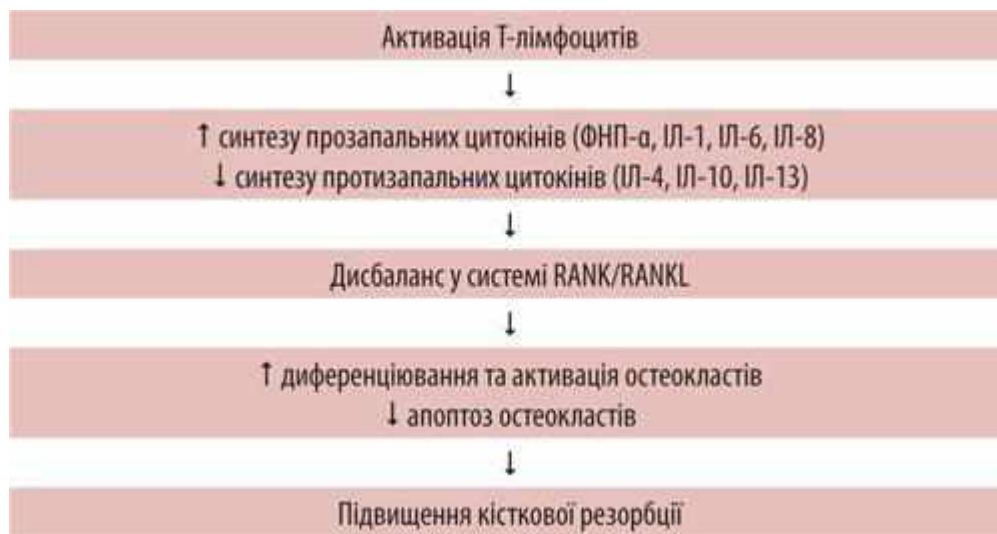 Активація Т-лімфоцитів
↓
↑ синтезу прозапальних цитокінів (ФНП-α, ІЛ-1, ІЛ-6, ІЛ-8)
↓ синтезу протизапальних цитокінів (ІЛ-4, ІЛ-10, ІЛ-13)
↓
Дисбаланс у системі RANK/RANKL
↓
↑ диференціювання та активація остеокластів
↓ апоптоз остеокластів
↓
Підвищення кісткової резорбції